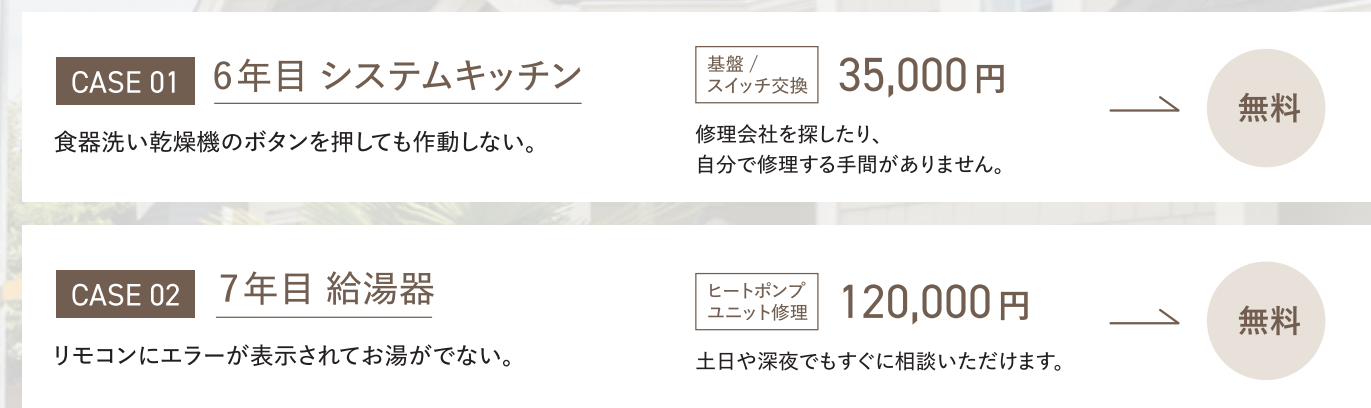 CASE 01 6年目 システムキッチン
食器洗い乾燥機のボタンを押しても作動しない。
基盤 /
スイッチ交換
35,000円
修理会社を探したり、
自分で修理する手間がありません。
無料
CASE 02 7年目 給湯器
リモコンにエラーが表示されてお湯がでない。
ヒートポンプ
ユニット修理
120,000円
土日や深夜でもすぐに相談いただけます。
無料